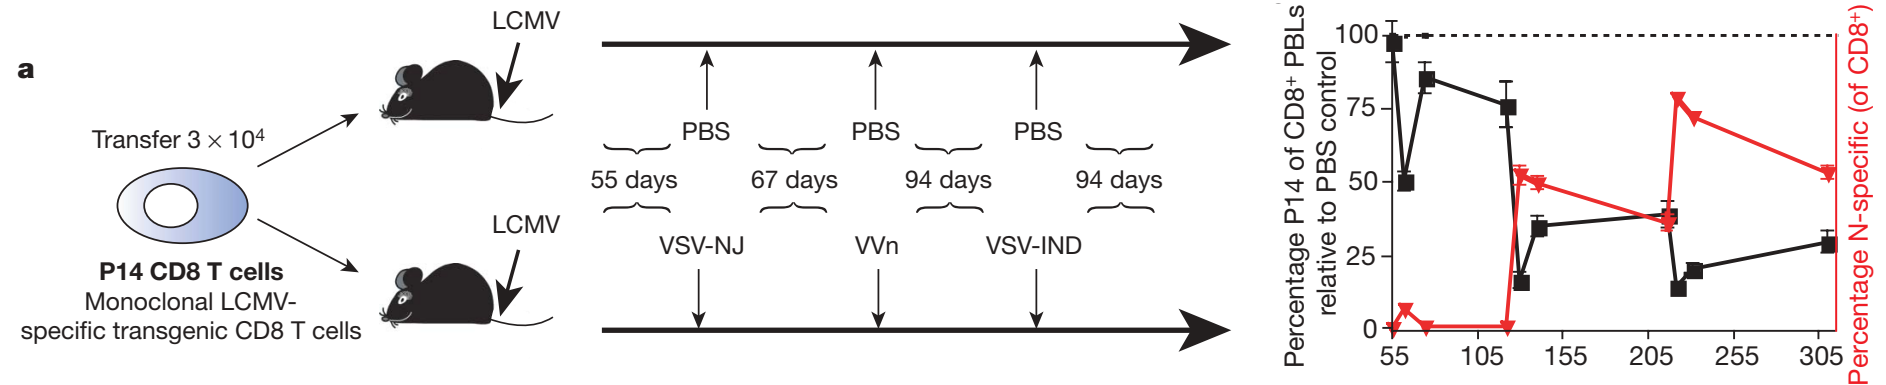 a
Transfer 3 × 10⁴
P14 CD8 T cells
Monoclonal LCMV-
specific transgenic CD8 T cells
LCMV
LCMV
PBS PBS PBS
55 days 67 days 94 days 94 days
VSV-NJ VVn VSV-IND
Percentage P14 of CD8⁺ PBLs
relative to PBS control
100
75
50
25
0
55 105 155 205 255 305
Percentage N-specific (of CD8⁺)